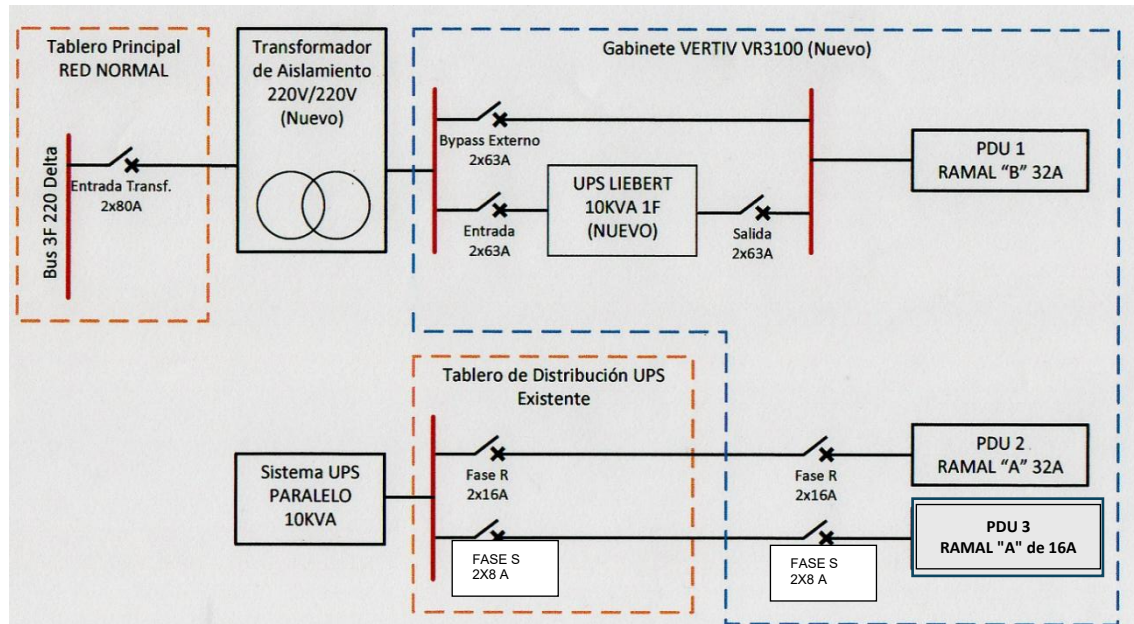 Tablero Principal
RED NORMAL
Bus 3F 220 Delta
Entrada Transf.
2x80A
Transformador
de Aislamiento
220V/220V
(Nuevo)
Gabinete VERTIV VR3100 (Nuevo)
Bypass Externo
2x63A
Entrada
2x63A
UPS LIEBERT
10KVA 1F
(NUEVO)
Salida
2x63A
PDU 1
RAMAL “B” 32A
Tablero de Distribución UPS
Existente
Sistema UPS
PARALELO
10KVA
Fase R
2x16A
FASE S
2X8 A
Fase R
2x16A
FASE S
2X8 A
PDU 2
RAMAL “A” 32A
PDU 3
RAMAL "A" de 16A